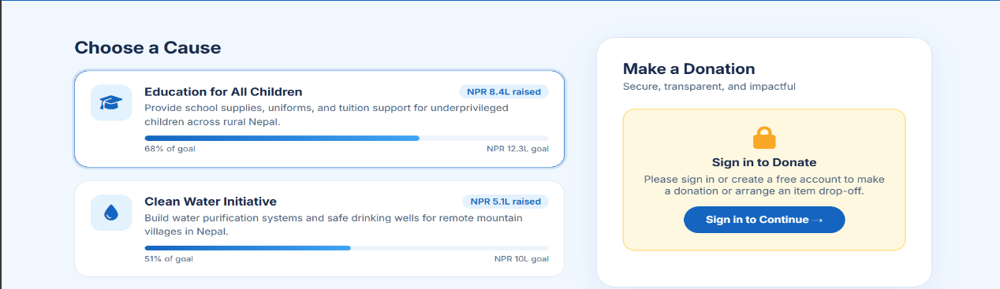 Choose a Cause
Education for All Children
NPR 8.4L raised
Provide school supplies, uniforms, and tuition support for underprivileged
children across rural Nepal.
68% of goal
NPR 12.3L goal
Clean Water Initiative
NPR 5.1L raised
Build water purification systems and safe drinking wells for remote mountain
villages in Nepal.
51% of goal
NPR 10L goal
Make a Donation
Secure, transparent, and impactful
Sign in to Donate
Please sign in or create a free account to make
a donation or arrange an item drop-off.
Sign in to Continue →